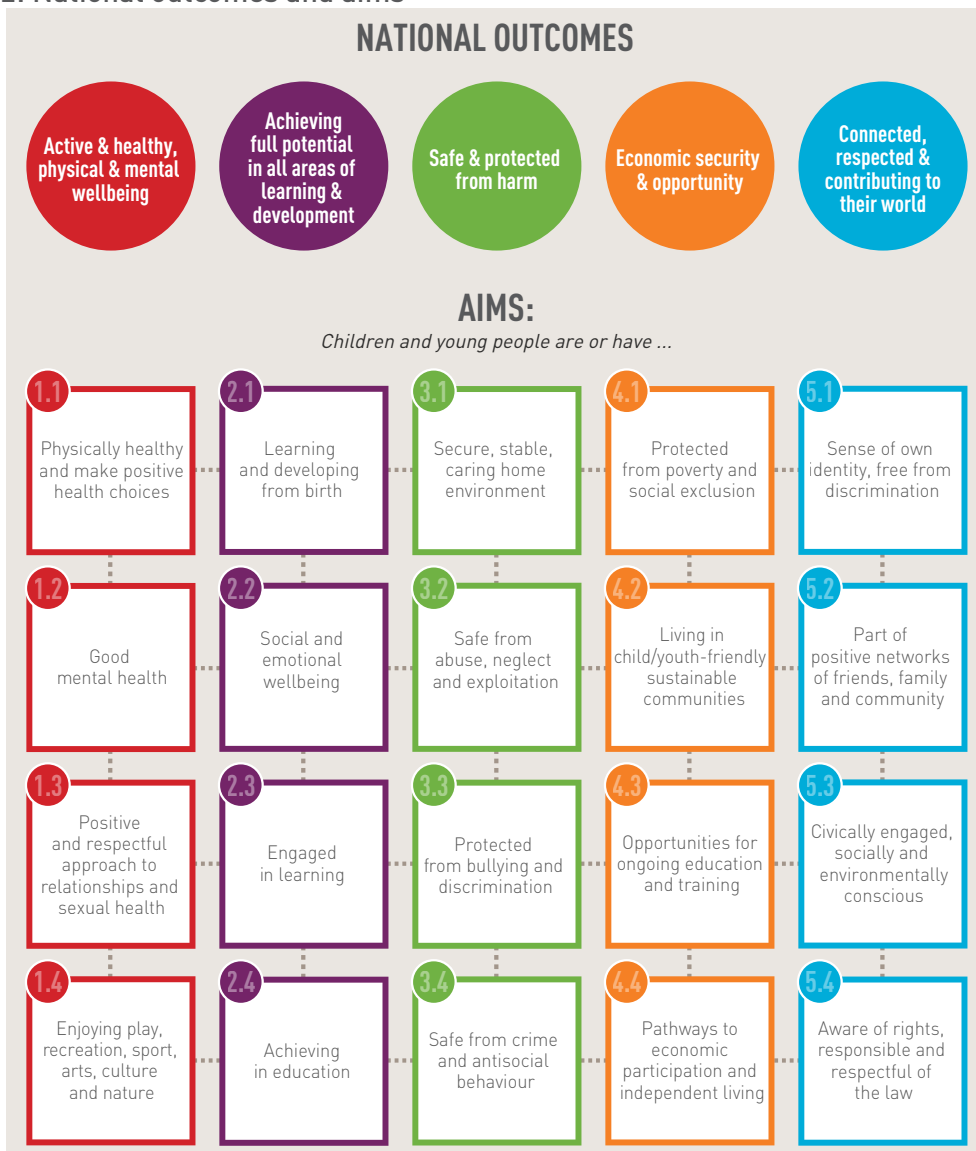 2. National outcomes and aims
NATIONAL OUTCOMES
Active & healthy,
physical & mental
wellbeing
Achieving
full potential
in all areas of
learning &
development
Safe & protected
from harm
Economic security
& opportunity
Connected,
respected &
contributing to
their world
AIMS:
Children and young people are or have ...
1.1
Physically healthy
and make positive
health choices
2.1
Learning
and developing
from birth
3.1
Secure, stable,
caring home
environment
4.1
Protected
from poverty and
social exclusion
5.1
Sense of own
identity, free from
discrimination
1.2
Good
mental health
2.2
Social and
emotional
wellbeing
3.2
Safe from
abuse, neglect
and exploitation
4.2
Living in
child/youth-friendly
sustainable
communities
5.2
Part of
positive networks
of friends, family
and community
1.3
Positive
and respectful
approach to
relationships and
sexual health
2.3
Engaged
in learning
3.3
Protected
from bullying and
discrimination
4.3
Opportunities for
ongoing education
and training
5.3
Civically engaged,
socially and
environmentally
conscious
1.4
Enjoying play,
recreation, sport,
arts, culture
and nature
2.4
Achieving
in education
3.4
Safe from crime
and antisocial
behaviour
4.4
Pathways to
economic
participation and
independent living
5.4
Aware of rights,
responsible and
respectful of
the law